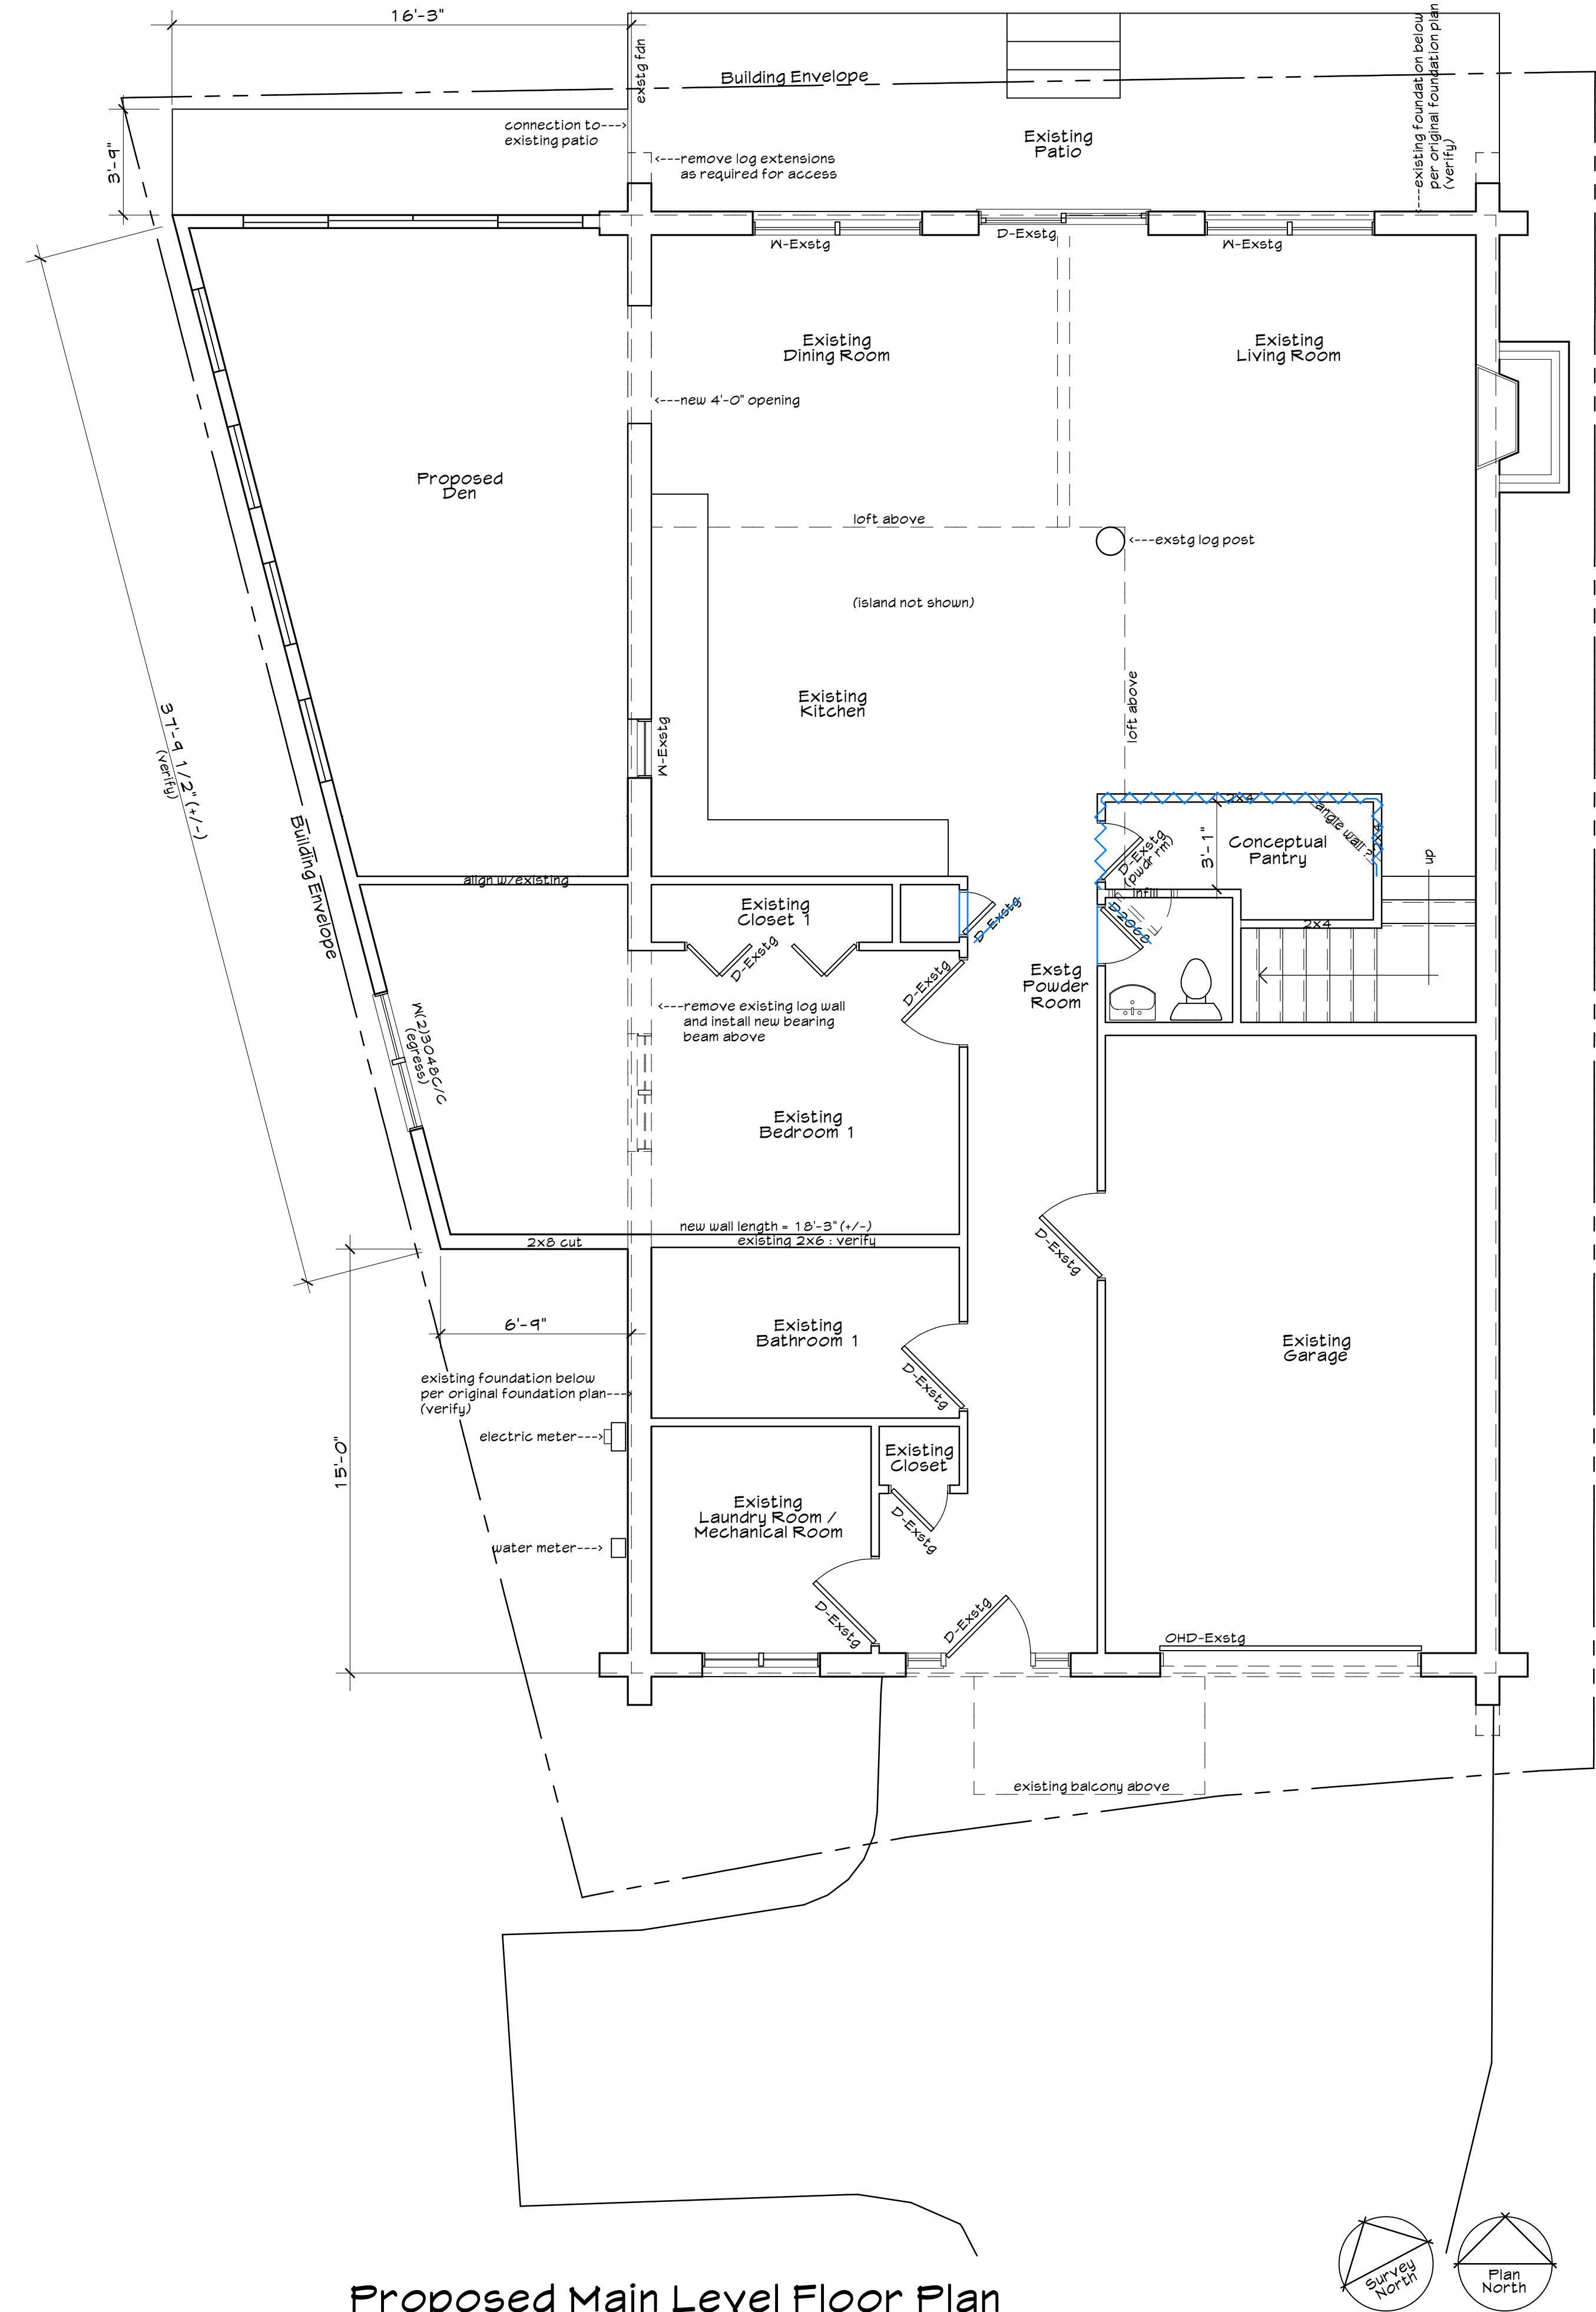 16'-3"
exstg fdn
Building Envelope
existing foundation below
per original foundation plan
(verify)
connection to
existing patio
Existing
Patio
3'-9"
remove log extensions
as required for access
W-Exstg
D-Exstg
W-Exstg
Existing
Dining Room
Existing
Living Room
new 4'-0" opening
Proposed
Den
loft above
exstg log post
(island not shown)
Existing
Kitchen
loft above
W-Exstg
37'-9 1/2" (+/-)
(verify)
Building Envelope
2x4
angle wall ?
2x4
D-Exstg
(pwdr rm)
3'-1"
Conceptual
Pantry
up
align w/existing
Existing
Closet 1
D-Exstg
infill
D2068
2x4
D-Exstg
D-Exstg
Exstg
Powder
Room
remove existing log wall
and install new bearing
beam above
W(2)3048C/C
(egress)
Existing
Bedroom 1
new wall length = 18'-3" (+/-)
2x8 cut
existing 2x6 : verify
D-Exstg
6'-9"
Existing
Bathroom 1
Existing
Garage
D-Exstg
existing foundation below
per original foundation plan
(verify)
electric meter
15'-0"
Existing
Closet
Existing
Laundry Room /
Mechanical Room
D-Exstg
water meter
D-Exstg
D-Exstg
OHD-Exstg
existing balcony above
Survey
North
Plan
North
Proposed Main Level Floor Plan